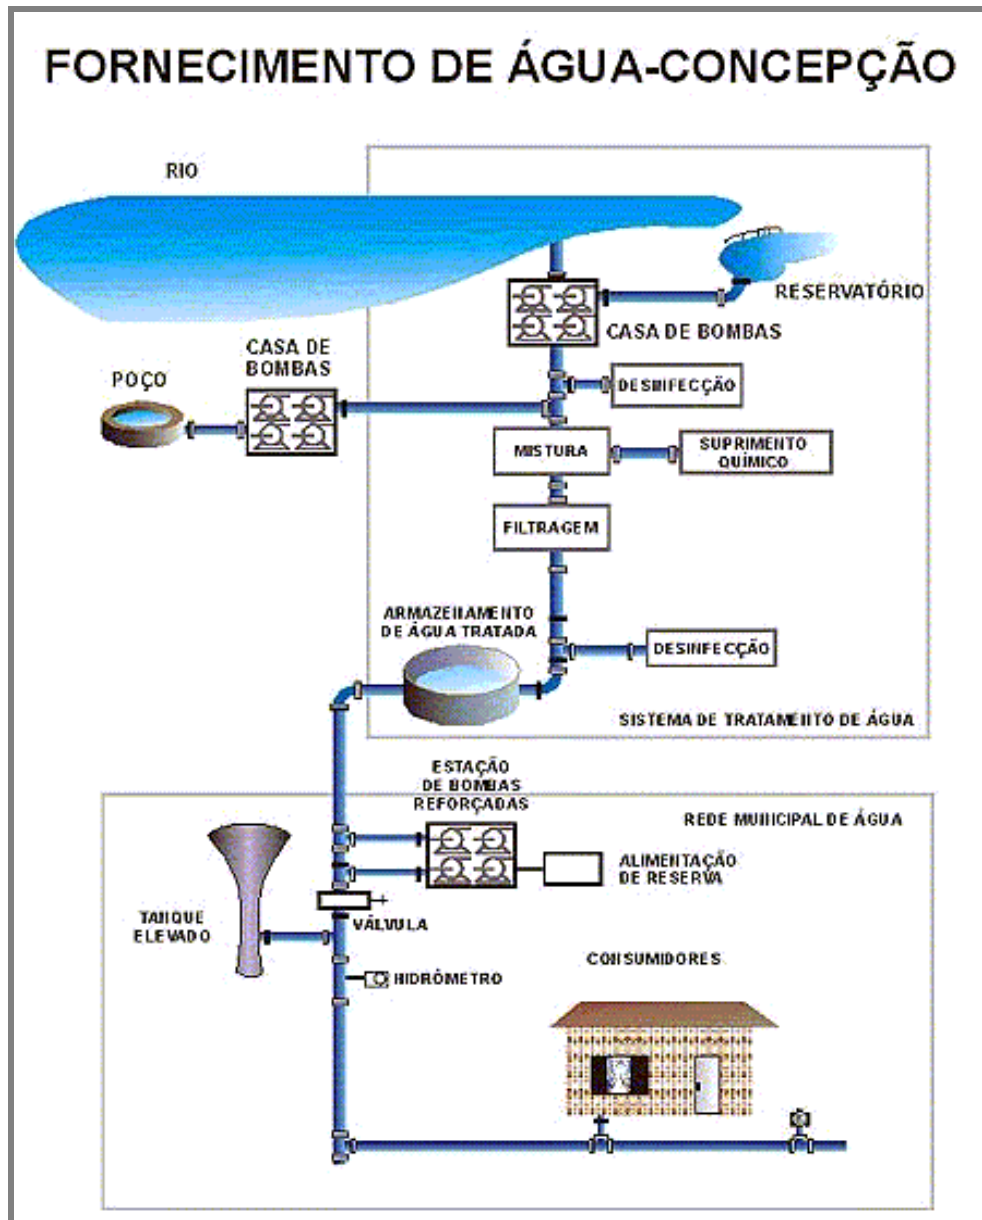 FORNECIMENTO DE ÁGUA-CONCEPÇÃO
RIO
RESERVATÓRIO
CASA DE BOMBAS
CASA DE
BOMBAS
POÇO
DESINFECÇÃO
MISTURA
SUPRIMENTO
QUÍMICO
FILTRAGEM
ARMAZENAMENTO
DE ÁGUA TRATADA
DESINFECÇÃO
SISTEMA DE TRATAMENTO DE ÁGUA
ESTAÇÃO
DE BOMBAS
REFORÇADAS
REDE MUNICIPAL DE ÁGUA
ALIMENTAÇÃO
DE RESERVA
TANQUE
ELEVADO
VÁLVULA
HIDRÔMETRO
CONSUMIDORES